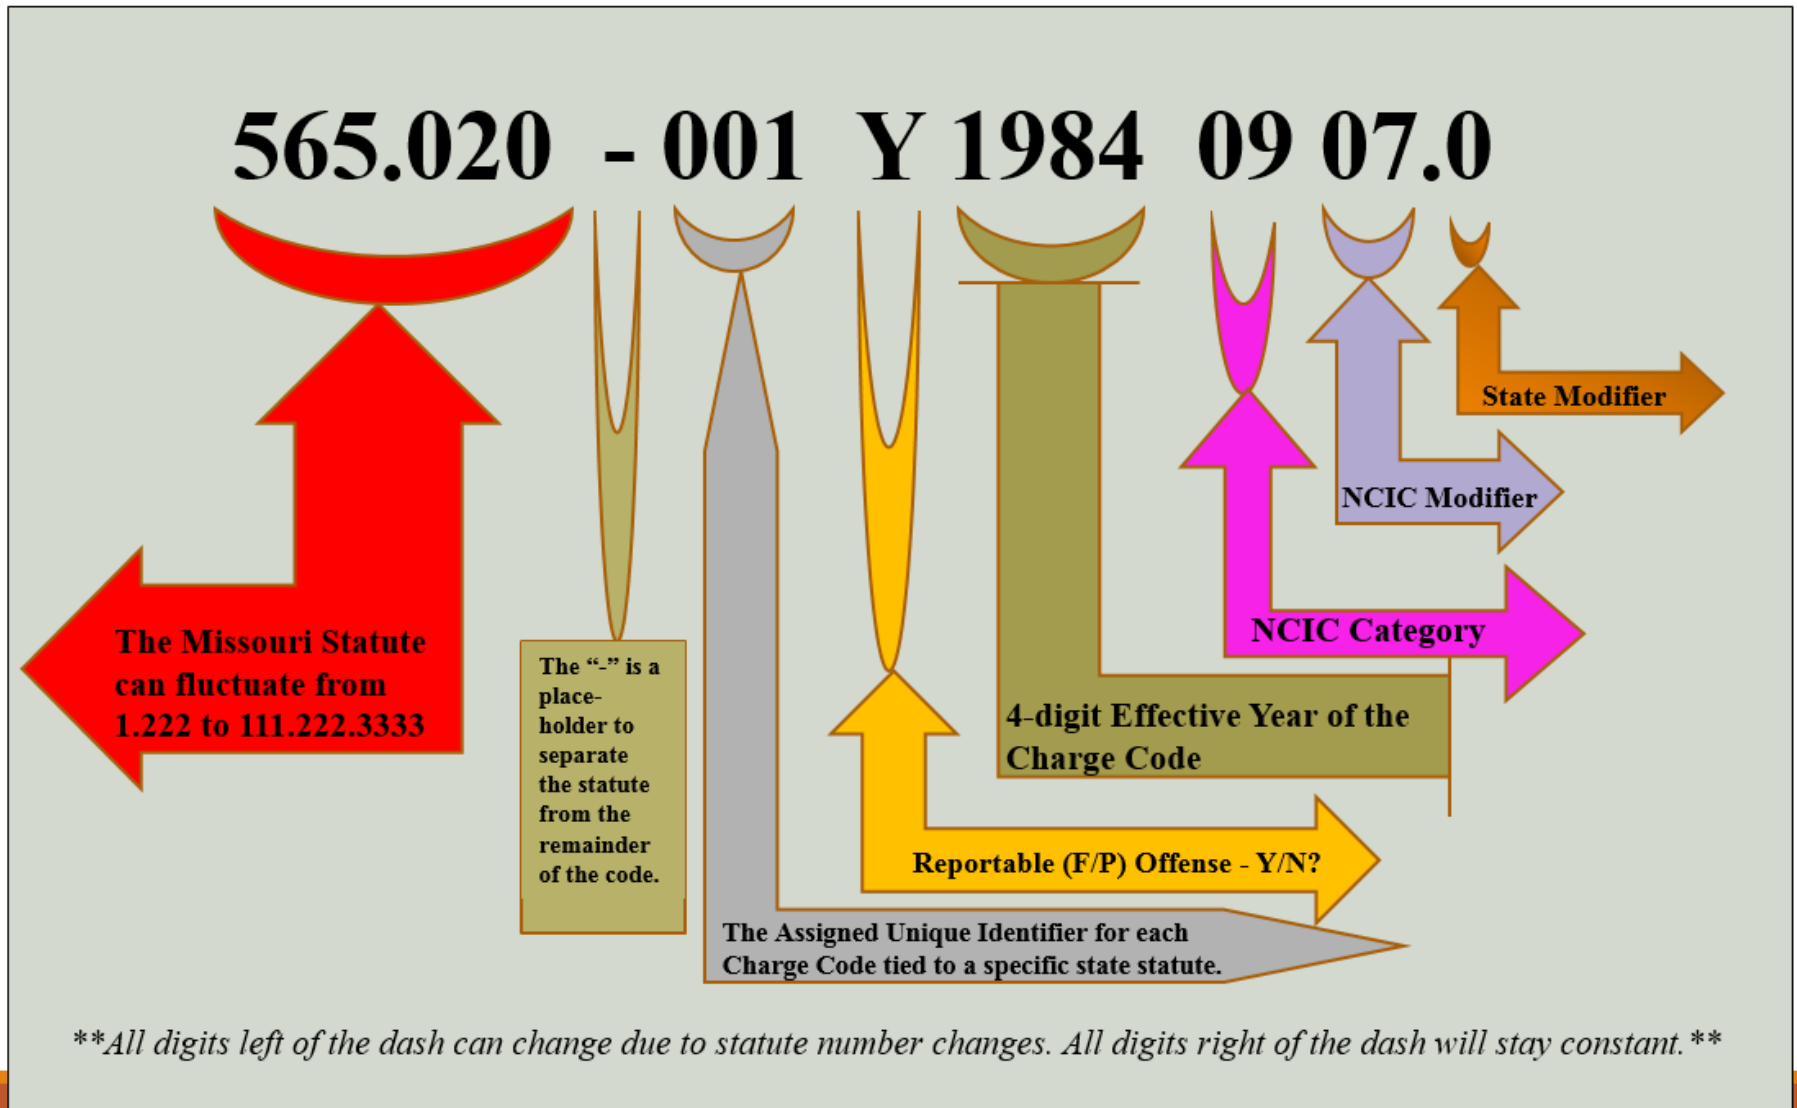 565.020 - 001 Y 1984 09 07.0
State Modifier
NCIC Modifier
NCIC Category
The Missouri Statute
can fluctuate from
1.222 to 111.222.3333
The “-” is a
place-
holder to
separate
the statute
from the
remainder
of the code.
4-digit Effective Year of the
Charge Code
Reportable (F/P) Offense - Y/N?
The Assigned Unique Identifier for each
Charge Code tied to a specific state statute.
**All digits left of the dash can change due to statute number changes. All digits right of the dash will stay constant.**